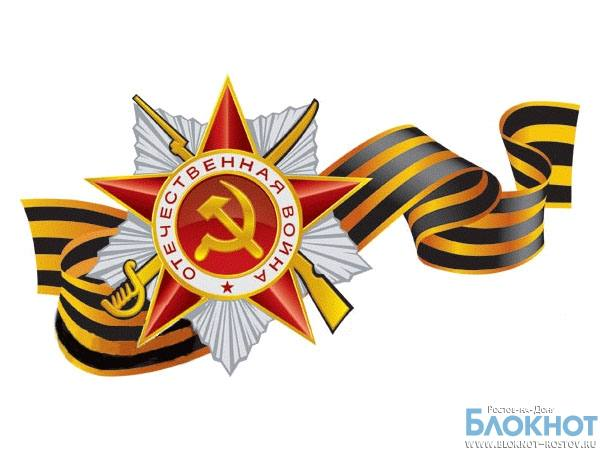 ОТЕЧЕСТВЕННАЯ ВОЙНА
Ростов-на-Дону
БЛОКНОТ
WWW.BLOKNOT-ROSTOV.RU